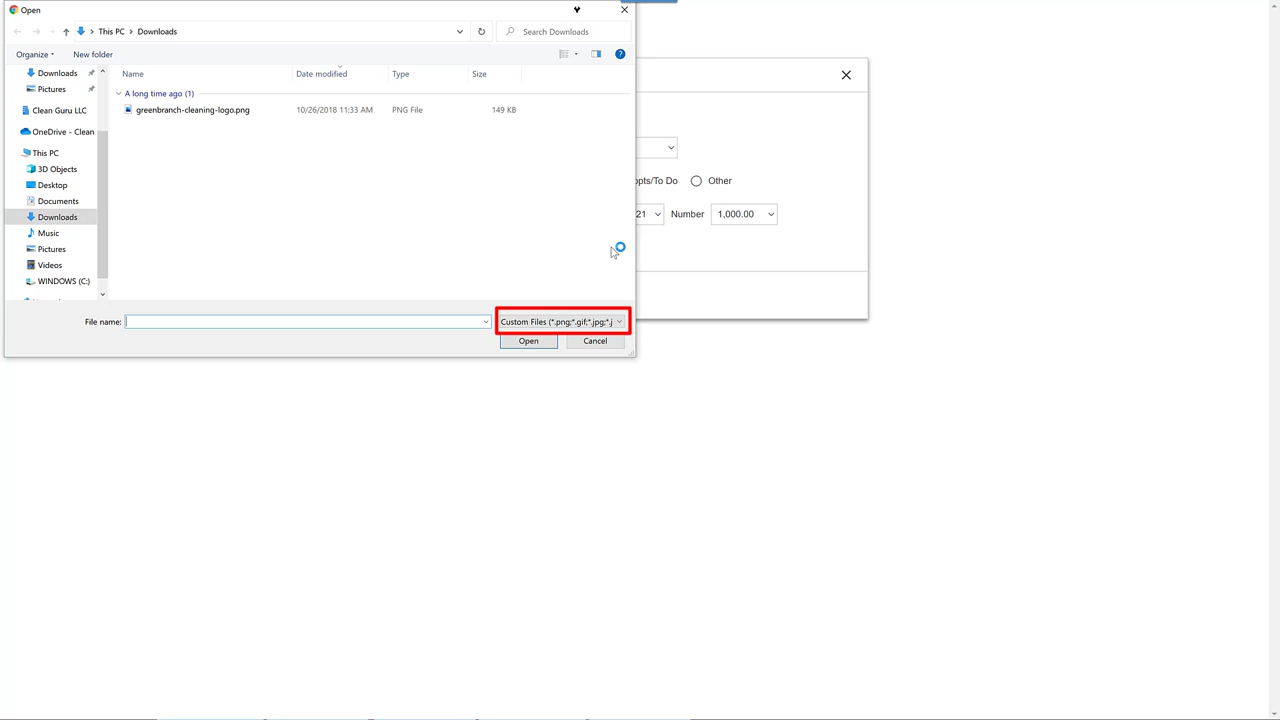 Open
This PC > Downloads
Search Downloads
Organize
New folder
Name
Date modified
Type
Size
Downloads
Pictures
Clean Guru LLC
OneDrive - Clean
This PC
3D Objects
Desktop
Documents
Downloads
Music
Pictures
Videos
WINDOWS (C:)
A long time ago (1)
greenbranch-cleaning-logo.png
10/26/2018 11:33 AM
PNG File
149 KB
File name:
Custom Files (*.png;*.gif;*.jpg;*.j
Open
Cancel
ppts/To Do
Other
21
Number
1,000.00